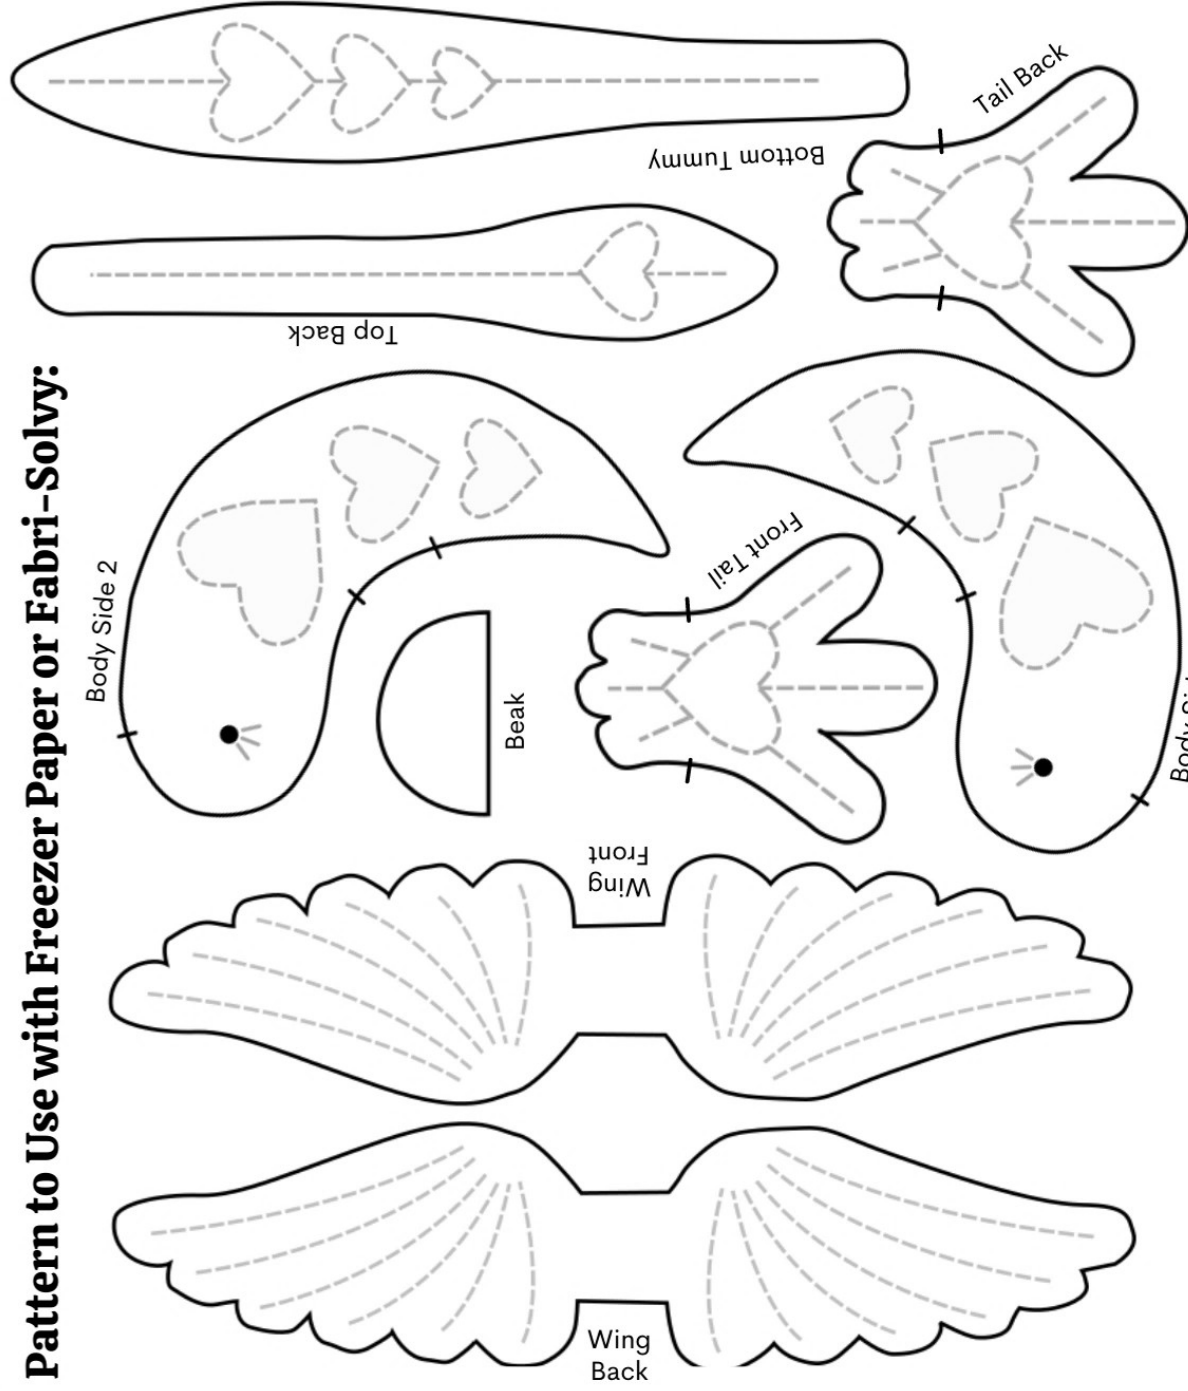 Pattern to Use with Freezer Paper or Fabri-Solvy:
Tail Back
Bottom Tummy
Top Back
Front Tail
Body Side 2
Beak
Wing
Front
Wing
Back
Body